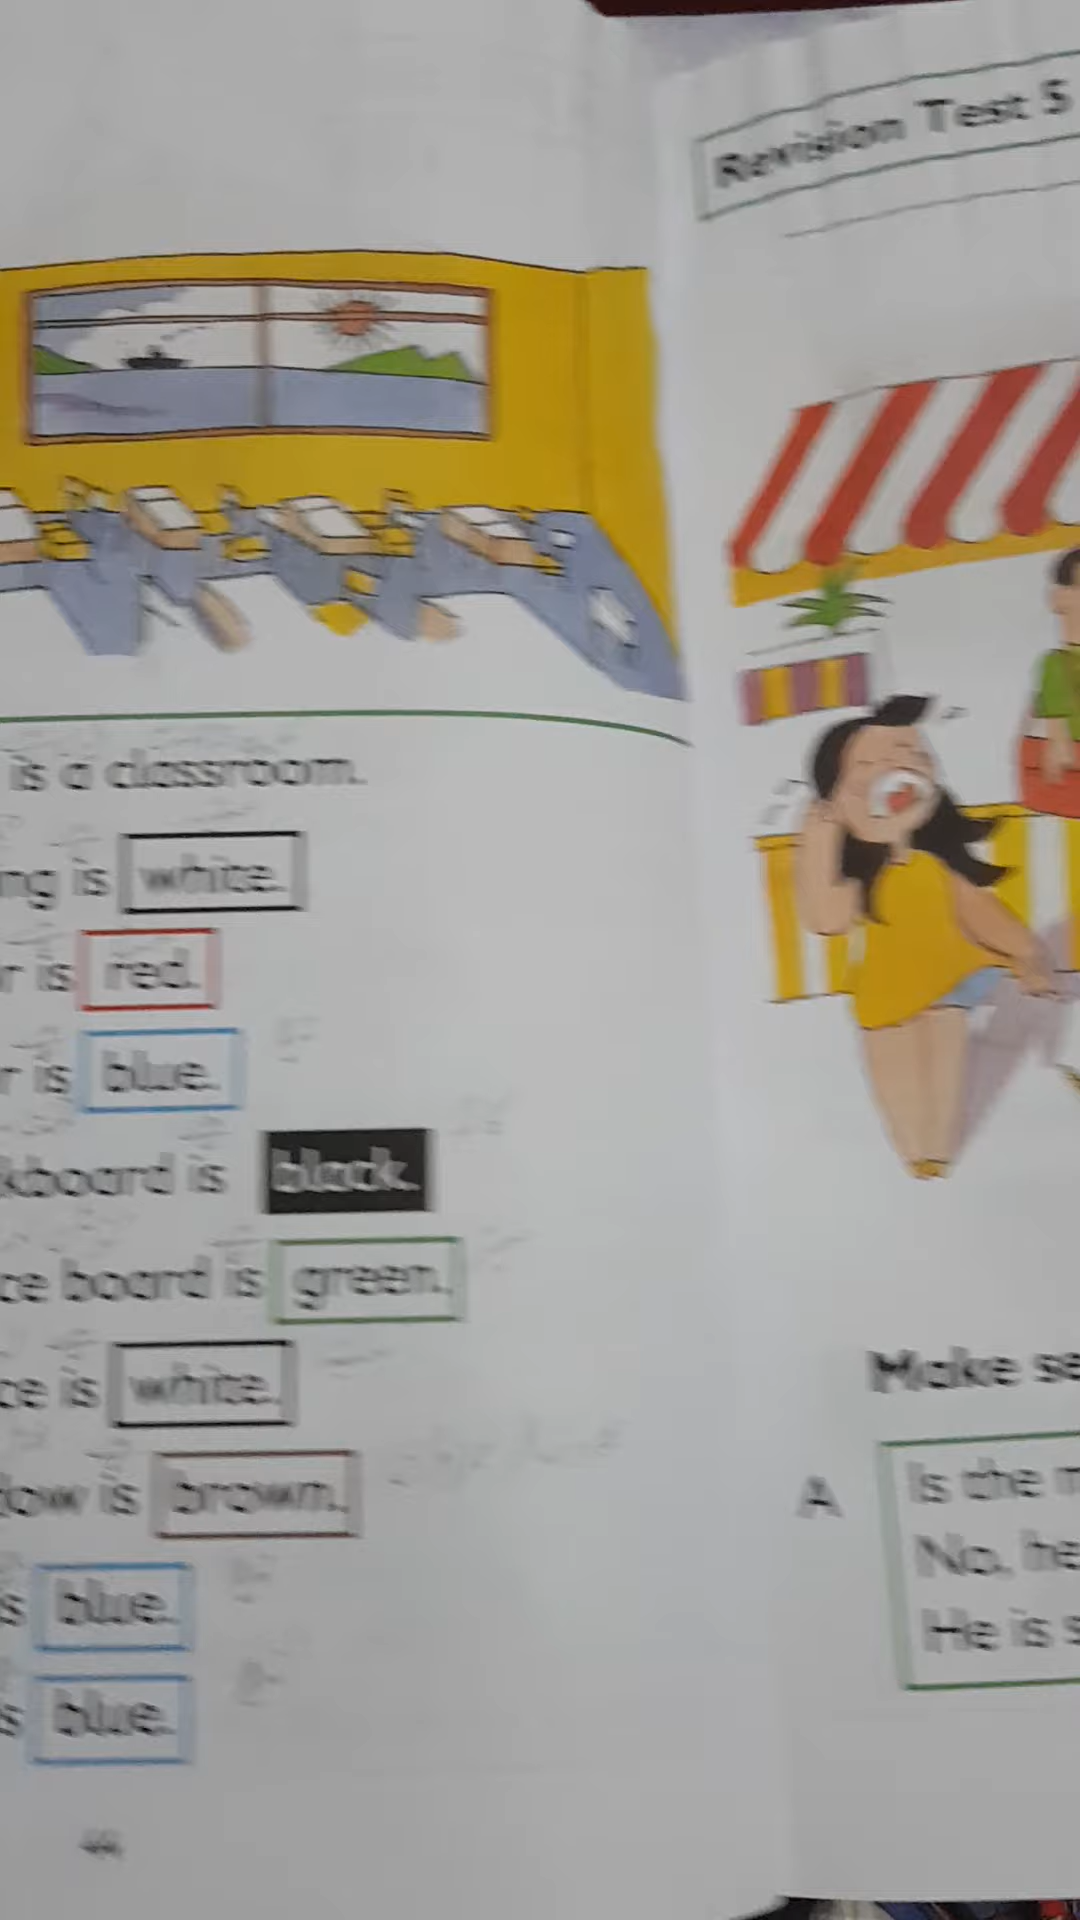 is a classroom.
ng is white.
r is red.
r is blue.
kboard is black.
ce board is green.
ce is white.
dow is brown.
s blue.
s blue.
44
Revision Test 5
Make se
A
Is the m
No, he
He is s